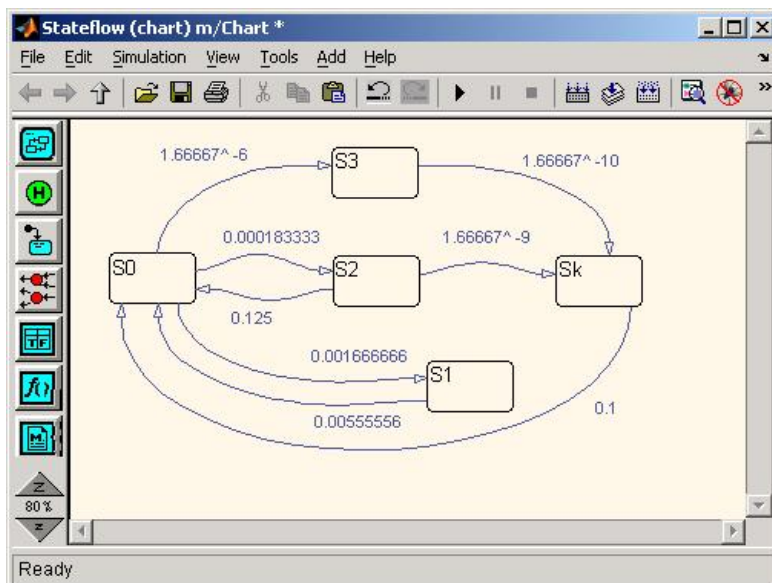 Stateflow (chart) m/Chart *
File Edit Simulation View Tools Add Help
1.66667^ -6
S3
1.66667^ -10
0.000183333
1.66667^ -9
S0
S2
Sk
0.125
0.001666666
S1
0.00555556
0.1
H
TF
f()
M
Z
80%
z
Ready